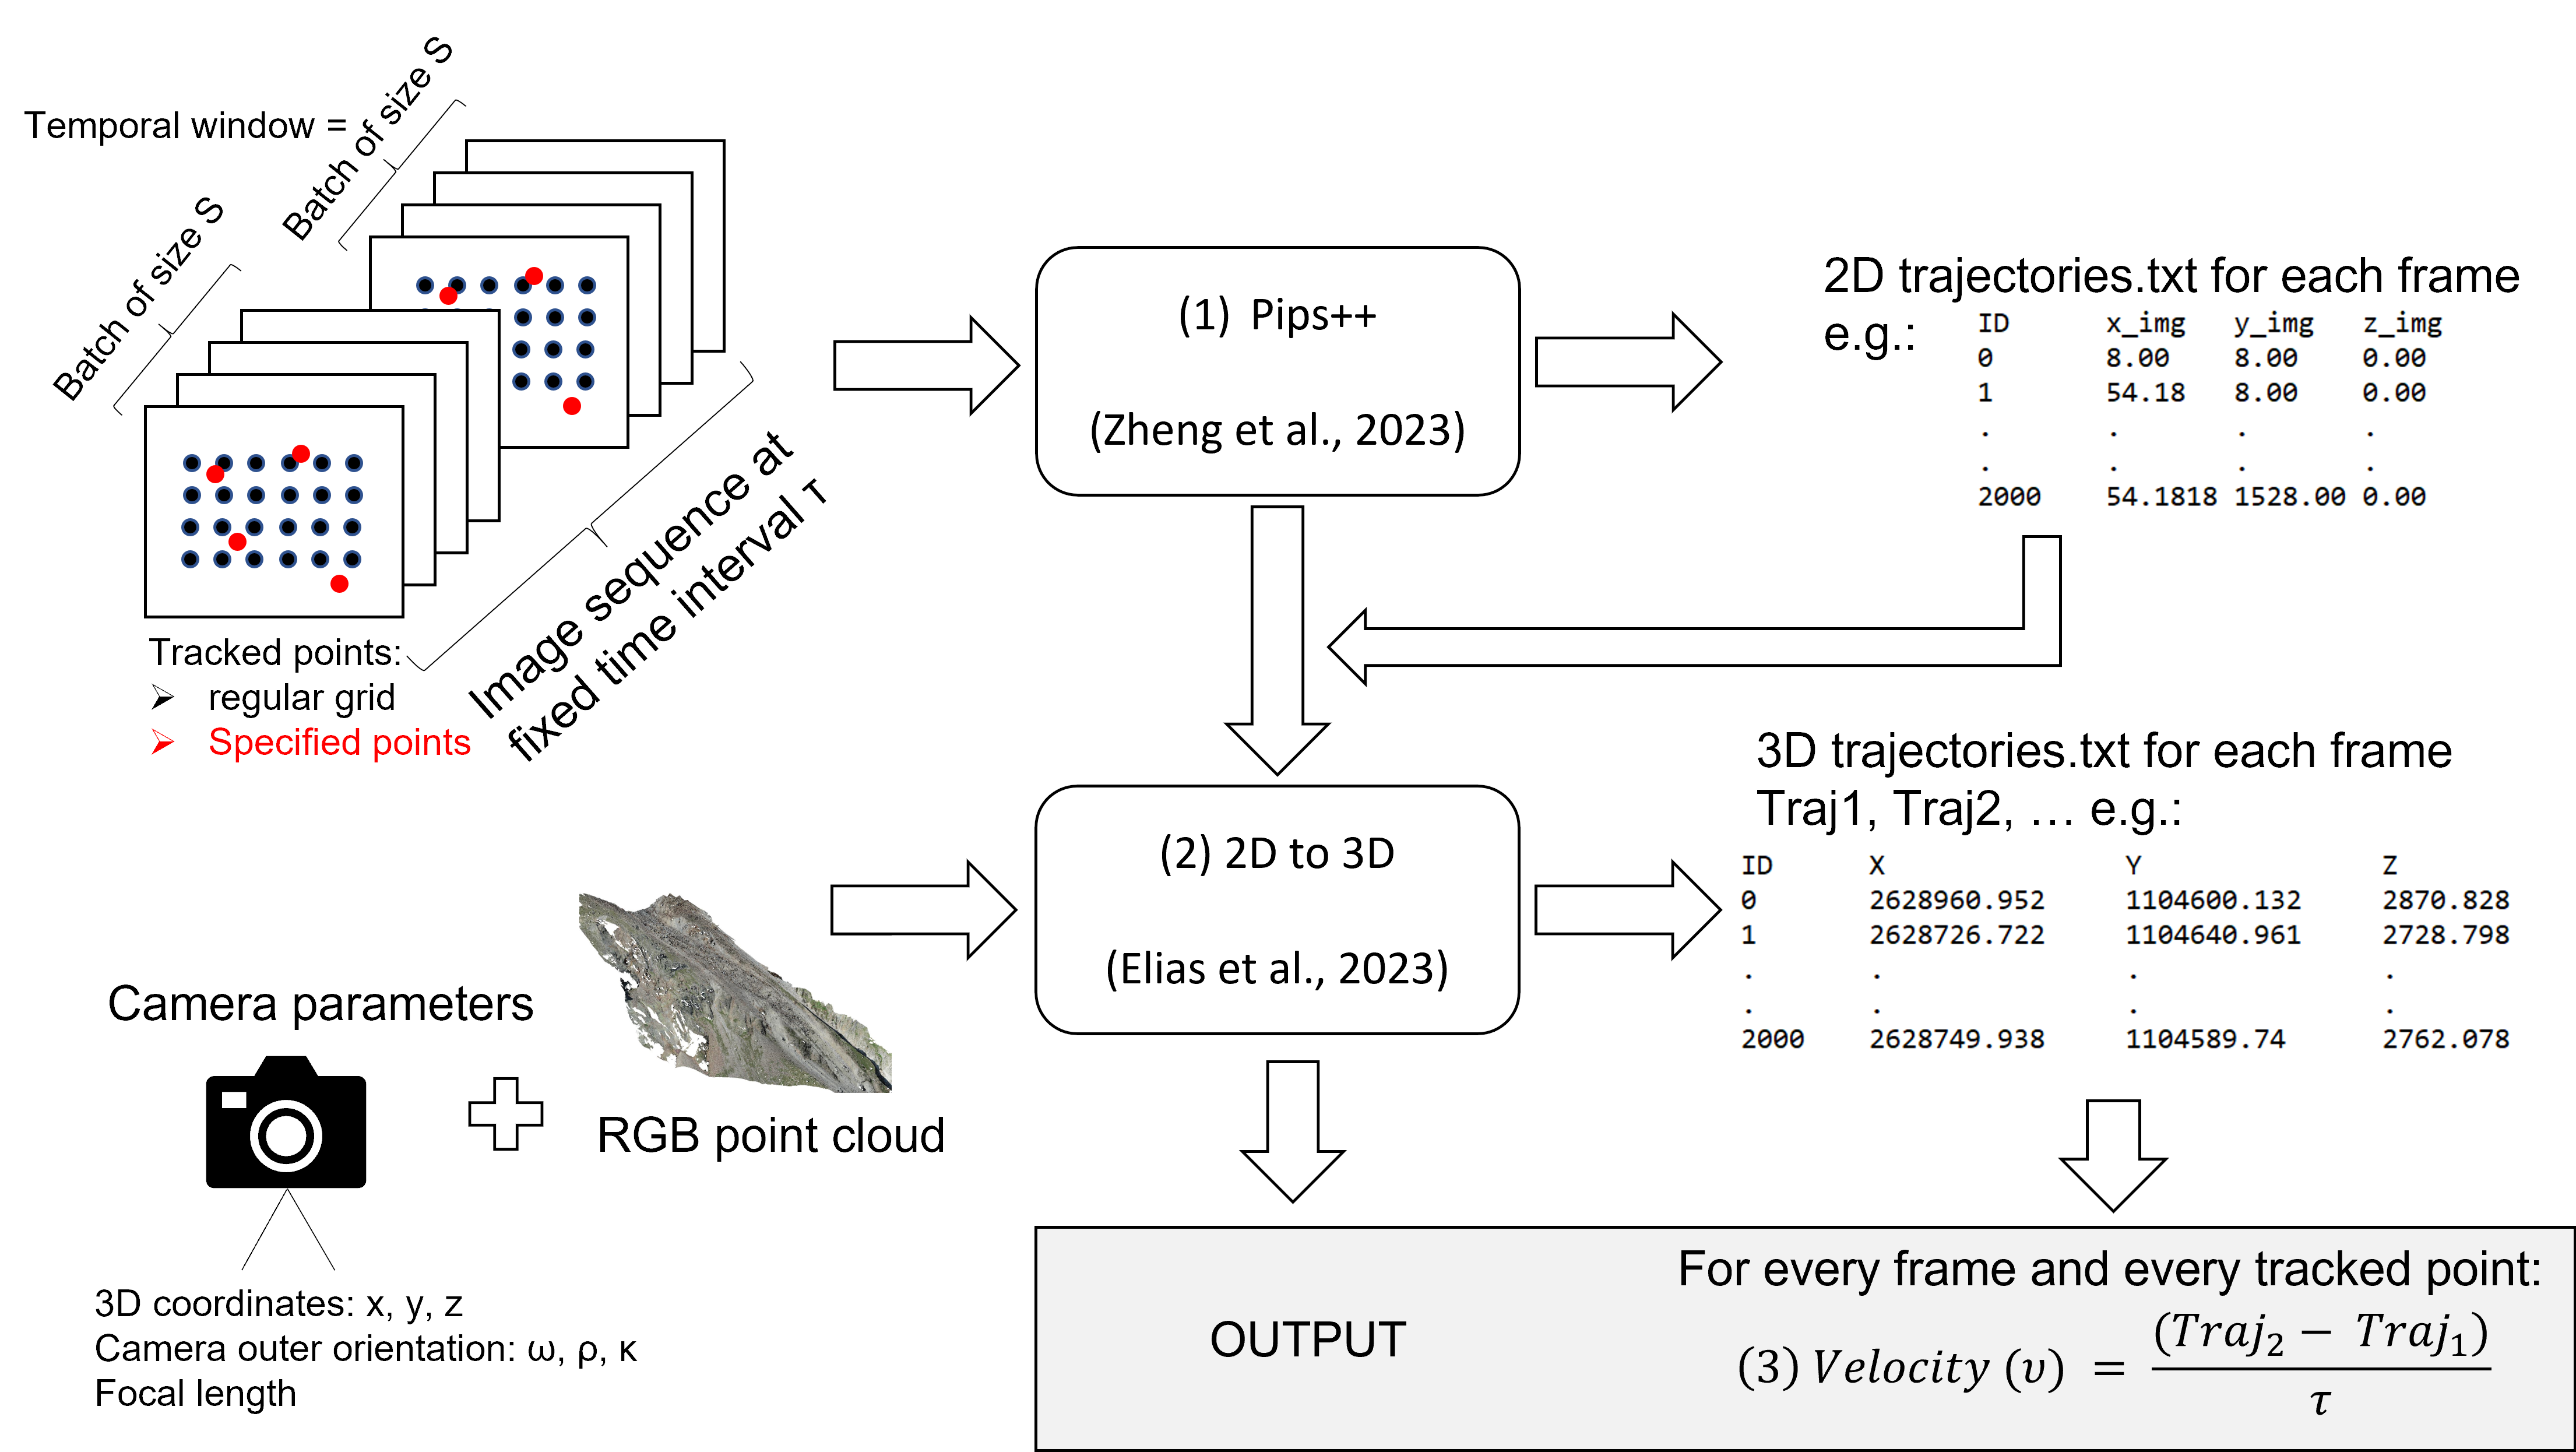 Temporal window =
Batch of size S
Batch of size S
Image sequence at
fixed time interval τ
Tracked points:
➢ regular grid
➢ Specified points
(1) Pips++
(Zheng et al., 2023)
2D trajectories.txt for each frame
e.g.:
ID x_img y_img z_img
0 8.00 8.00 0.00
1 54.18 8.00 0.00
. . . .
. . . .
2000 54.1818 1528.00 0.00
Camera parameters
RGB point cloud
3D coordinates: x, y, z
Camera outer orientation: ω, ρ, κ
Focal length
(2) 2D to 3D
(Elias et al., 2023)
3D trajectories.txt for each frame
Traj1, Traj2, … e.g.:
ID X Y Z
0 2628960.952 1104600.132 2870.828
1 2628726.722 1104640.961 2728.798
. . . .
. . . .
2000 2628749.938 1104589.74 2762.078
OUTPUT
For every frame and every tracked point:
(3) Velocity (υ) = (Traj₂ − Traj₁) / τ